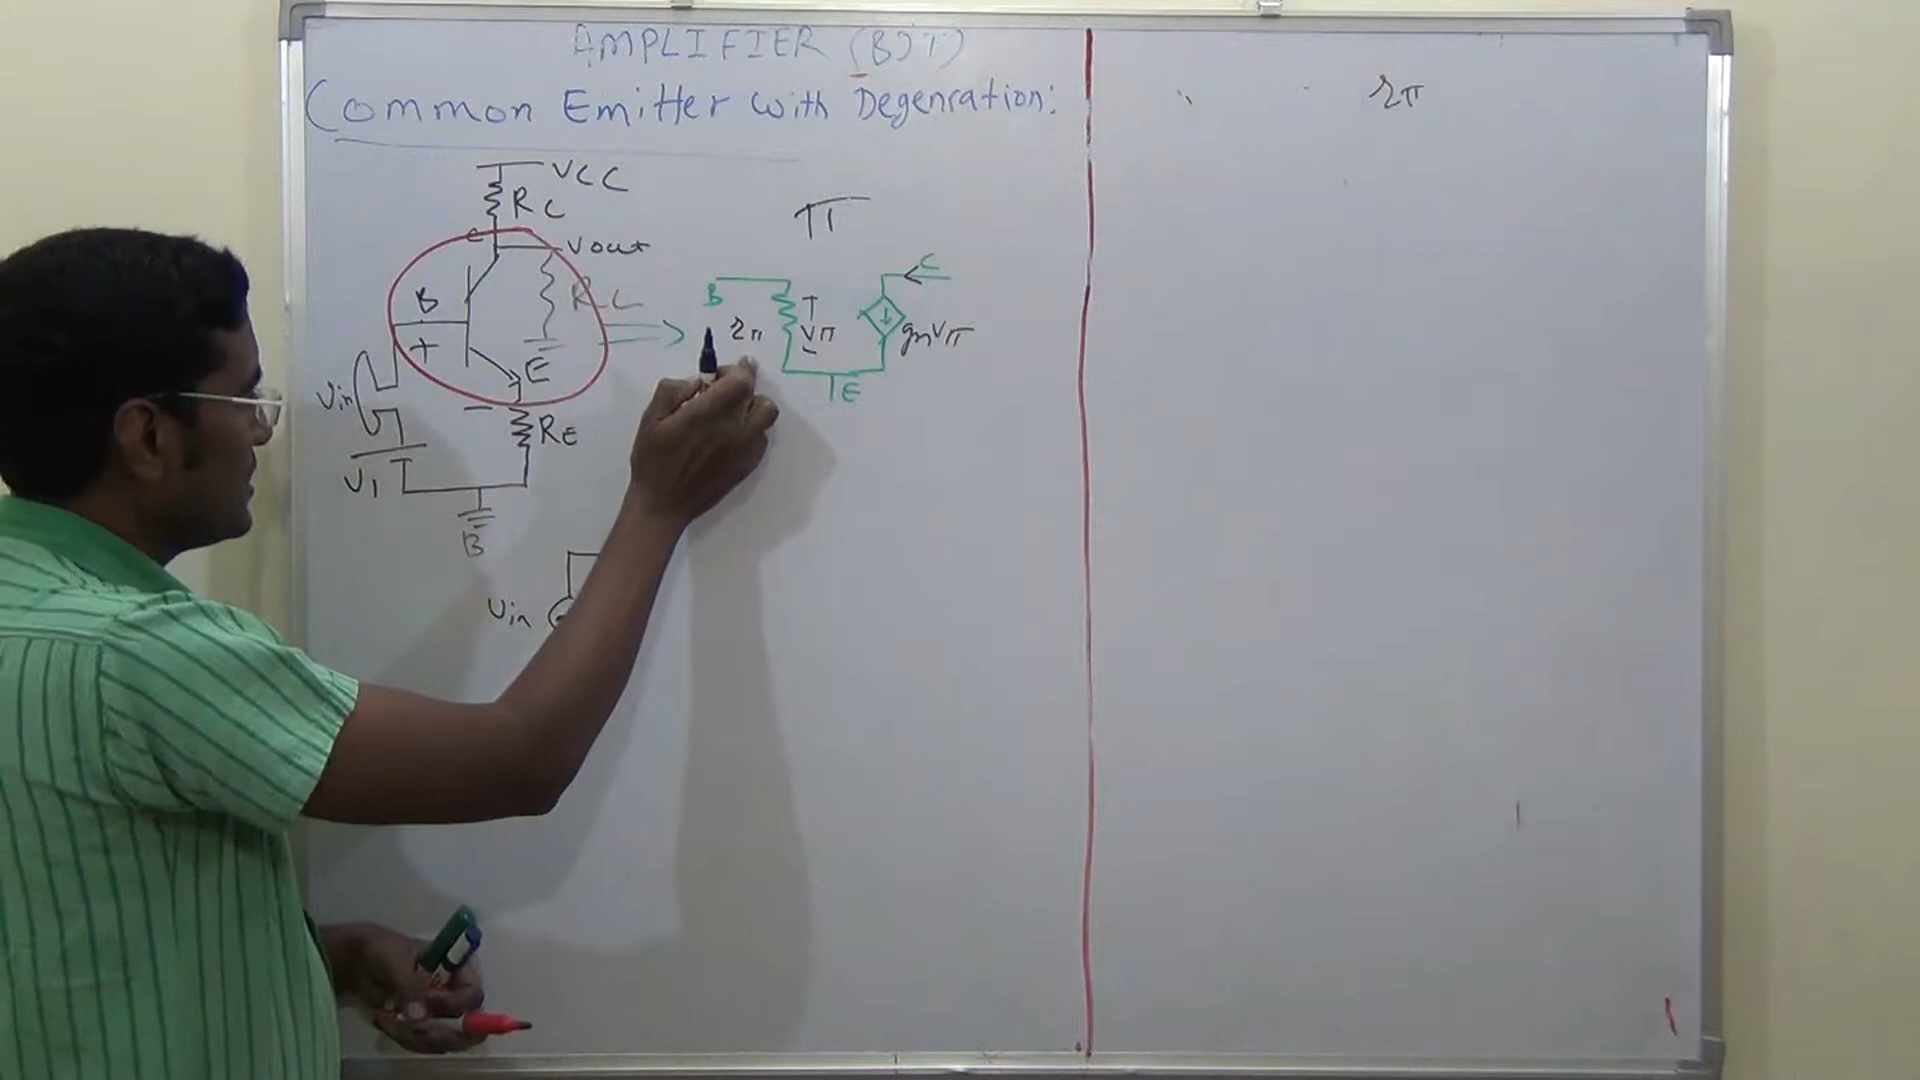 AMPLIFIER (BJT)
Common Emitter with Degenration:
rπ
VCC
RC
π
C
Vout
C
B
RL
B
+
Vπ
-
rπ
gmVπ
+
E
E
Vin
-
RE
V1
B
Vin